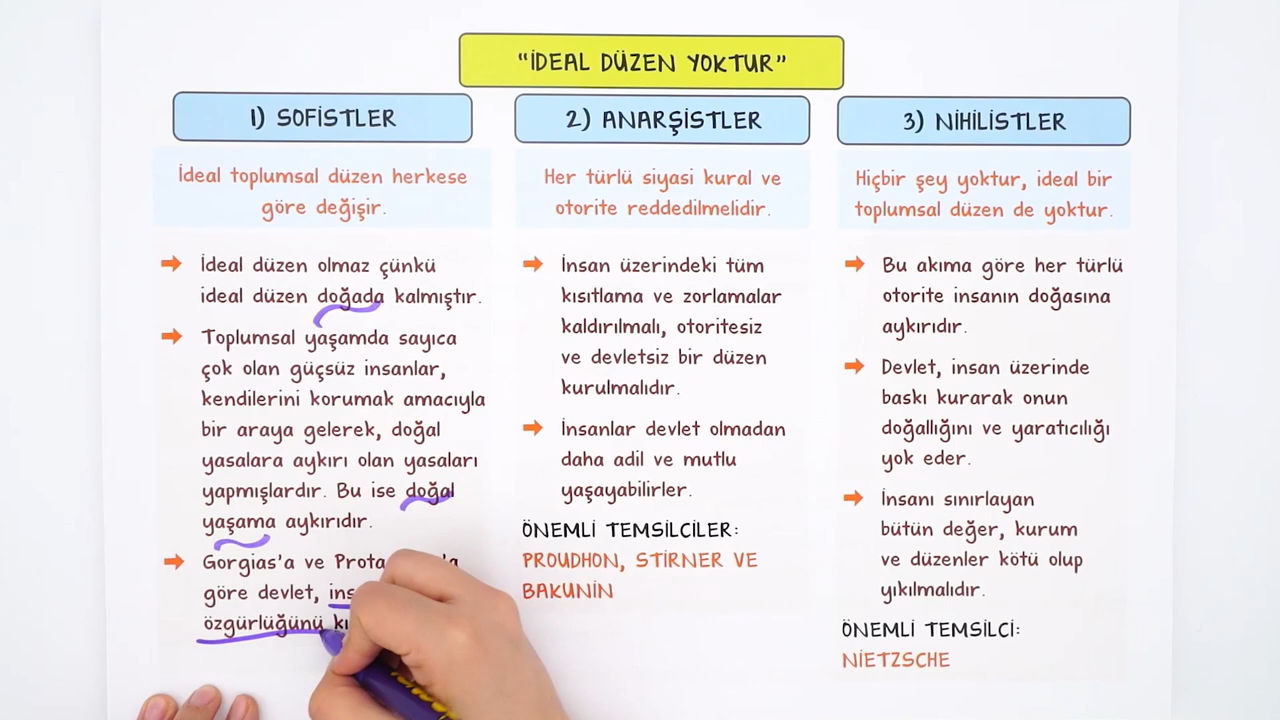 “İDEAL DÜZEN YOKTUR”
1) SOFİSTLER
İdeal toplumsal düzen herkese
göre değişir.
İdeal düzen olmaz çünkü
ideal düzen doğada kalmıştır.
Toplumsal yaşamda sayıca
çok olan güçsüz insanlar,
kendilerini korumak amacıyla
bir araya gelerek, doğal
yasalara aykırı olan yasaları
yapmışlardır. Bu ise doğal
yaşama aykırıdır.
Gorgias'a ve
göre devlet,
özgürlüğünü
2) ANARŞİSTLER
Her türlü siyasi kural ve
otorite reddedilmelidir.
İnsan üzerindeki tüm
kısıtlama ve zorlamalar
kaldırılmalı, otoritesiz
ve devletsiz bir düzen
kurulmalıdır.
İnsanlar devlet olmadan
daha adil ve mutlu
yaşayabilirler.
ÖNEMLİ TEMSİLCİLER:
PROUDHON, STİRNER VE
BAKUNİN
3) NİHİLİSTLER
Hiçbir şey yoktur, ideal bir
toplumsal düzen de yoktur.
Bu akıma göre her türlü
otorite insanın doğasına
aykırıdır.
Devlet, insan üzerinde
baskı kurarak onun
doğallığını ve yaratıcılığı
yok eder.
İnsanı sınırlayan
bütün değer, kurum
ve düzenler kötü olup
yıkılmalıdır.
ÖNEMLİ TEMSİLCİ:
NİETZSCHE